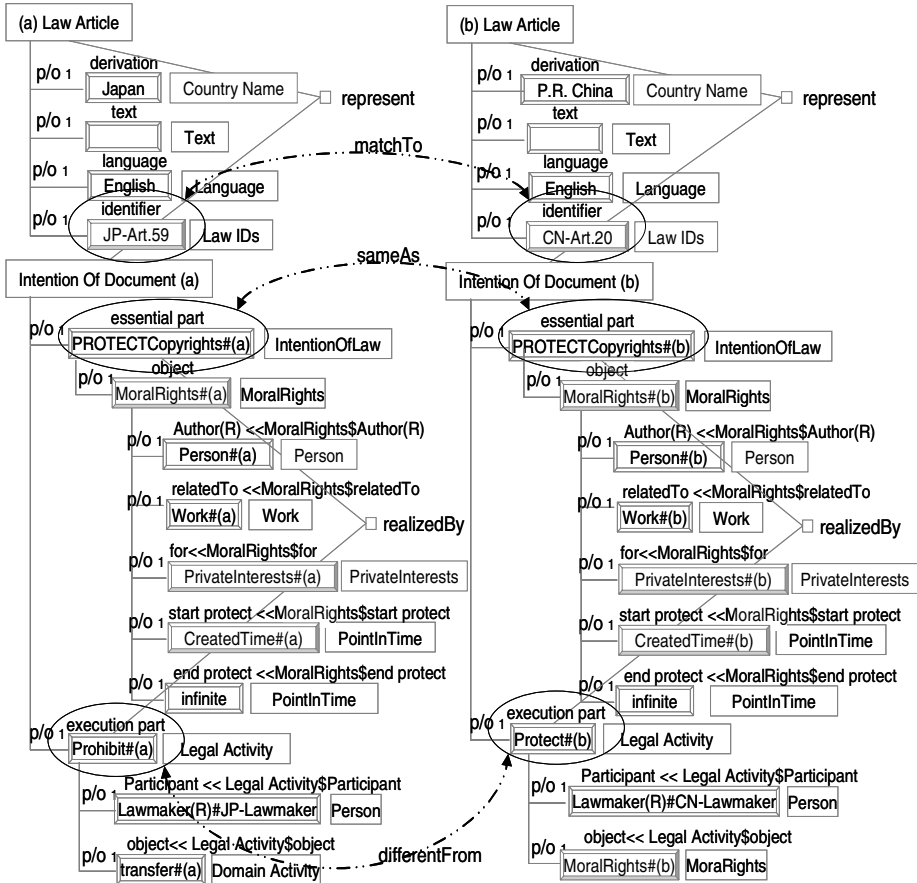 (a) Law Article
derivation
p/o 1
Japan
Country Name
text
p/o 1
Text
represent
language
p/o 1
English
Language
identifier
p/o 1
JP-Art.59
Law IDs
matchTo
(b) Law Article
derivation
p/o 1
P.R. China
Country Name
text
p/o 1
Text
represent
language
p/o 1
English
Language
identifier
p/o 1
CN-Art.20
Law IDs
sameAs
Intention Of Document (a)
essential part
p/o 1
PROTECTCopyrights#(a)
IntentionOfLaw
object
p/o 1
MoralRights#(a)
MoralRights
Author(R) <<MoralRights$Author(R)
p/o 1
Person#(a)
Person
relatedTo <<MoralRights$relatedTo
p/o 1
Work#(a)
Work
realizedBy
for<<MoralRights$for
p/o 1
PrivateInterests#(a)
PrivateInterests
start protect <<MoralRights$start protect
p/o 1
CreatedTime#(a)
PointInTime
end protect <<MoralRights$end protect
p/o 1
infinite
PointInTime
execution part
p/o 1
Prohibit#(a)
Legal Activity
Participant << Legal Activity$Participant
p/o 1
Lawmaker(R)#JP-Lawmaker
Person
object<< Legal Activity$object
p/o 1
transfer#(a)
Domain Activity
differentFrom
Intention Of Document (b)
essential part
p/o 1
PROTECTCopyrights#(b)
IntentionOfLaw
object
p/o 1
MoralRights#(b)
MoralRights
Author(R) <<MoralRights$Author(R)
p/o 1
Person#(b)
Person
relatedTo <<MoralRights$relatedTo
p/o 1
Work#(b)
Work
realizedBy
for<<MoralRights$for
p/o 1
PrivateInterests#(b)
PrivateInterests
start protect <<MoralRights$start protect
p/o 1
CreatedTime#(b)
PointInTime
end protect <<MoralRights$end protect
p/o 1
infinite
PointInTime
execution part
p/o 1
Protect#(b)
Legal Activity
Participant << Legal Activity$Participant
p/o 1
Lawmaker(R)#CN-Lawmaker
Person
object<< Legal Activity$object
p/o 1
MoralRights#(b)
MoraRights